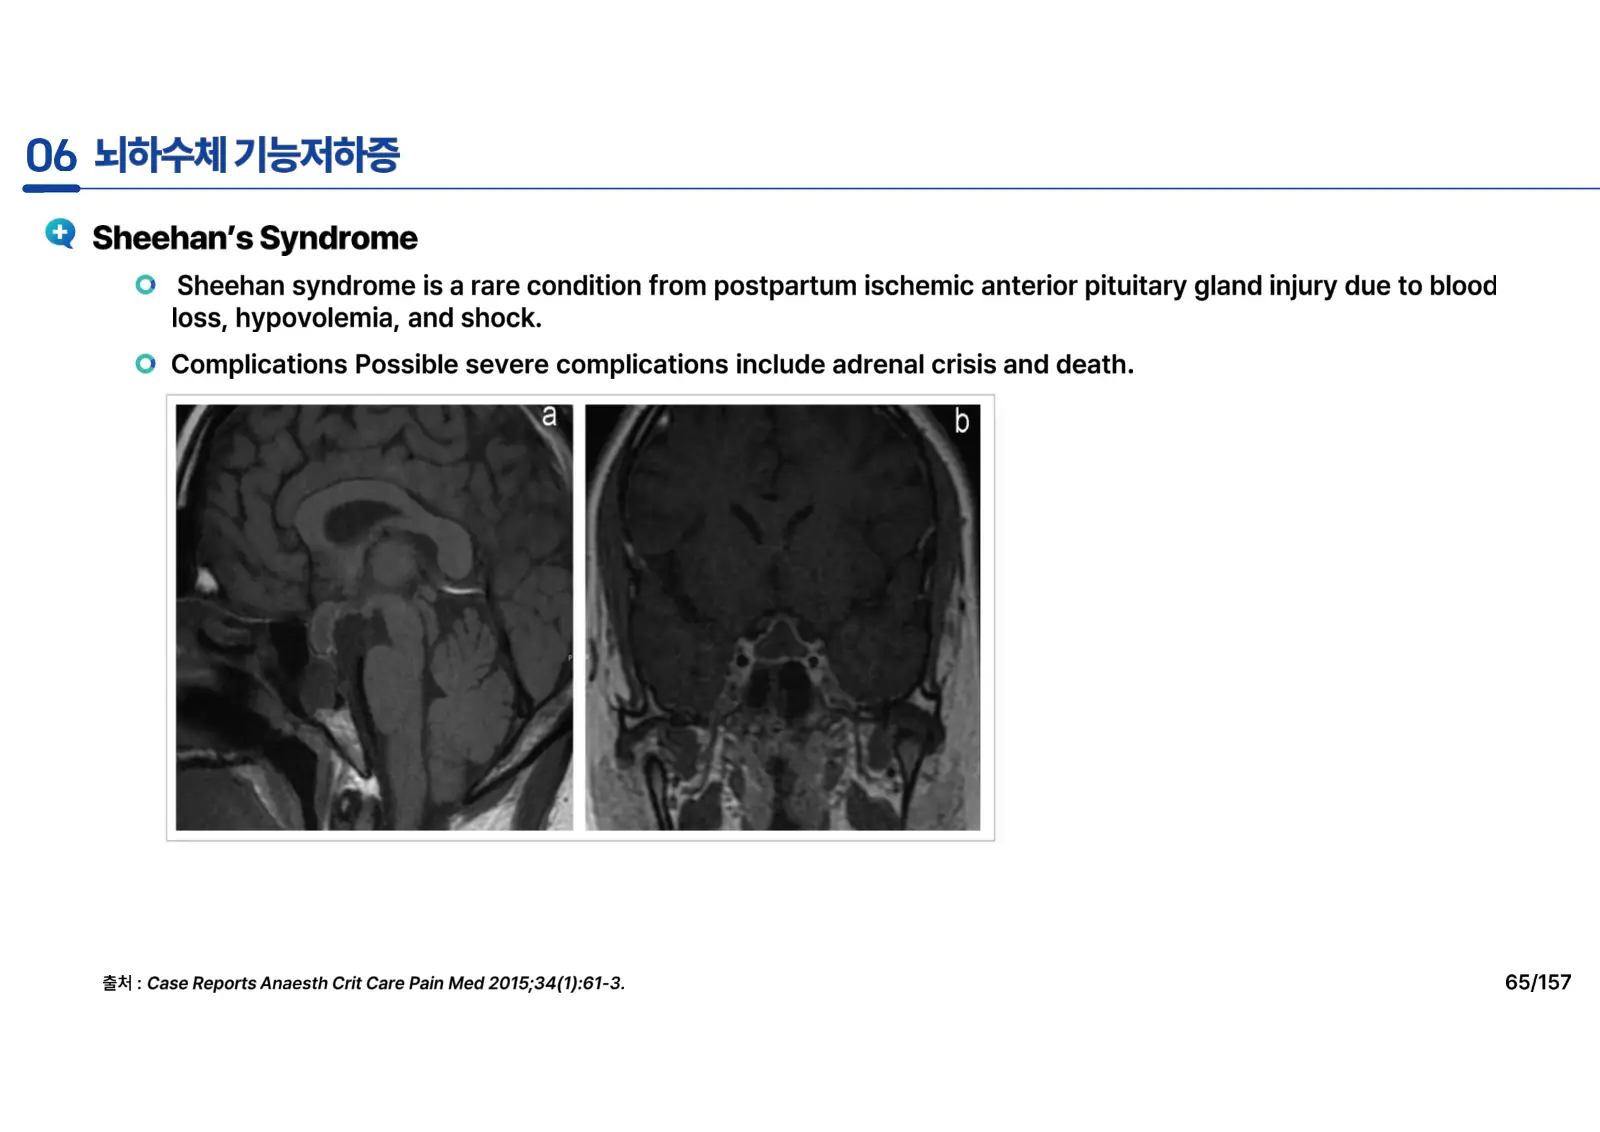 06 뇌하수체 기능저하증
Sheehan’s Syndrome
Sheehan syndrome is a rare condition from postpartum ischemic anterior pituitary gland injury due to blood
loss, hypovolemia, and shock.
Complications Possible severe complications include adrenal crisis and death.
a
b
P
출처 : Case Reports Anaesth Crit Care Pain Med 2015;34(1):61-3.
65/157